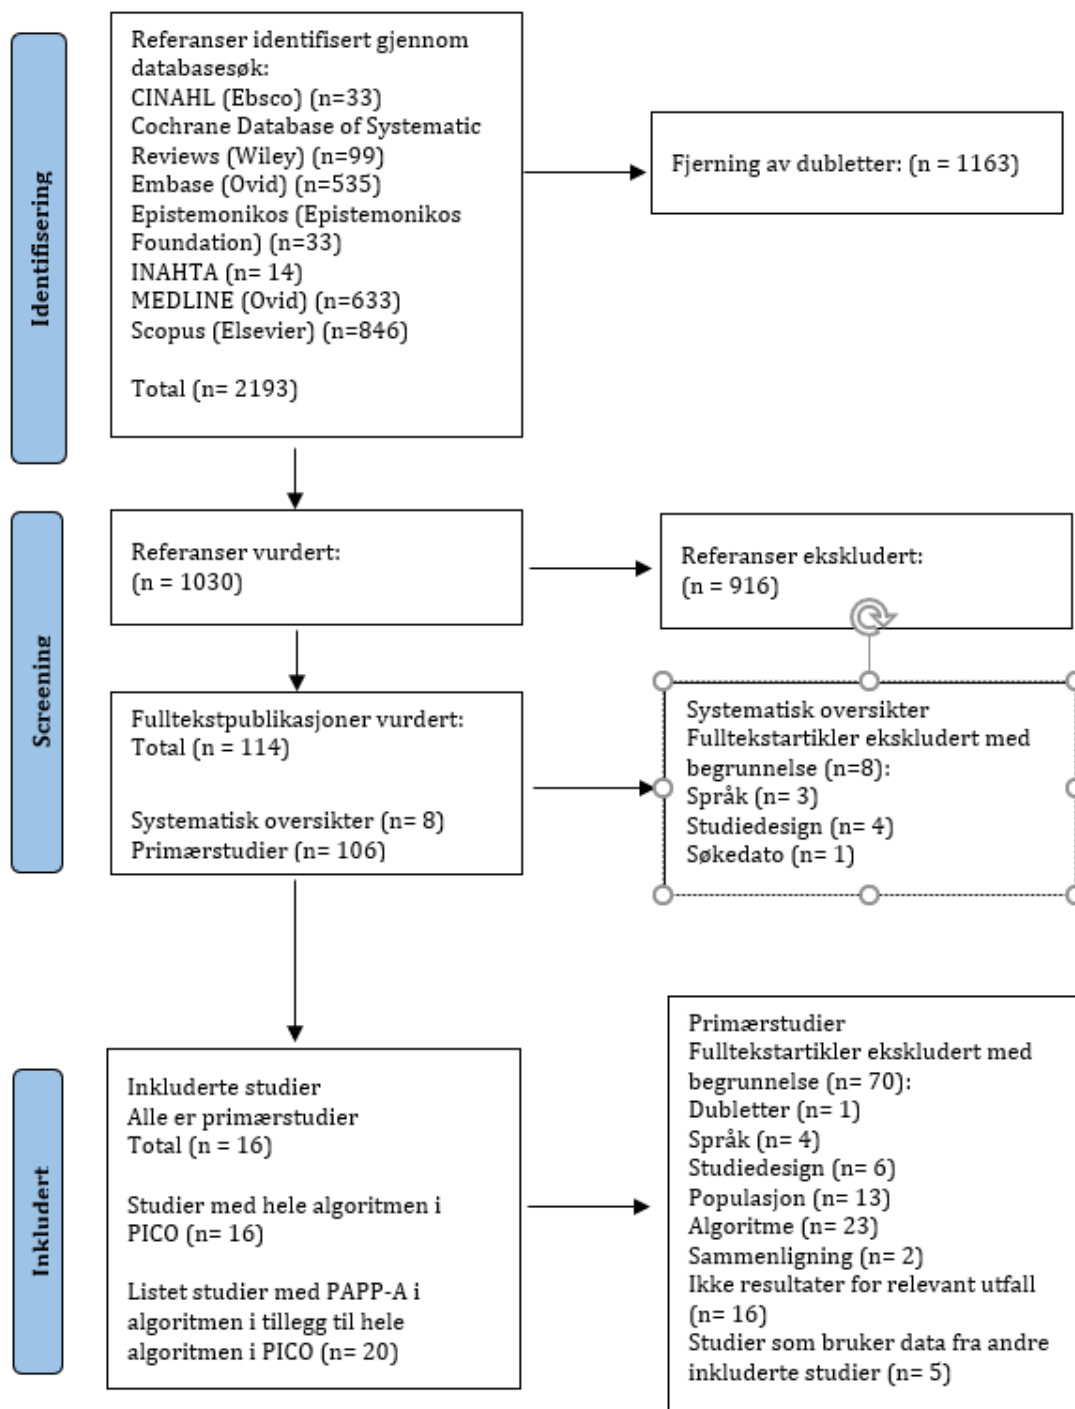 Identifisering
Referanser identifisert gjennom
databasesøk:
CINAHL (Ebsco) (n=33)
Cochrane Database of Systematic
Reviews (Wiley) (n=99)
Embase (Ovid) (n=535)
Epistemonikos (Epistemonikos
Foundation) (n=33)
INAHTA (n= 14)
MEDLINE (Ovid) (n=633)
Scopus (Elsevier) (n=846)
Total (n= 2193)
Fjerning av dubletter: (n = 1163)
Screening
Referanser vurdert:
(n = 1030)
Referanser ekskludert:
(n = 916)
Fulltekstpublikasjoner vurdert:
Total (n = 114)
Systematisk oversikter (n= 8)
Primærstudier (n= 106)
Systematisk oversikter
Fulltekstartikler ekskludert med
begrunnelse (n=8):
Språk (n= 3)
Studiedesign (n= 4)
Søkedato (n= 1)
Inkludert
Inkluderte studier
Alle er primærstudier
Total (n = 16)
Studier med hele algoritmen i
PICO (n= 16)
Listet studier med PAPP-A i
algoritmen i tillegg til hele
algoritmen i PICO (n= 20)
Primærstudier
Fulltekstartikler ekskludert med
begrunnelse (n= 70):
Dubletter (n= 1)
Språk (n= 4)
Studiedesign (n= 6)
Populasjon (n= 13)
Algoritme (n= 23)
Sammenligning (n= 2)
Ikke resultater for relevant utfall
(n= 16)
Studier som bruker data fra andre
inkluderte studier (n= 5)